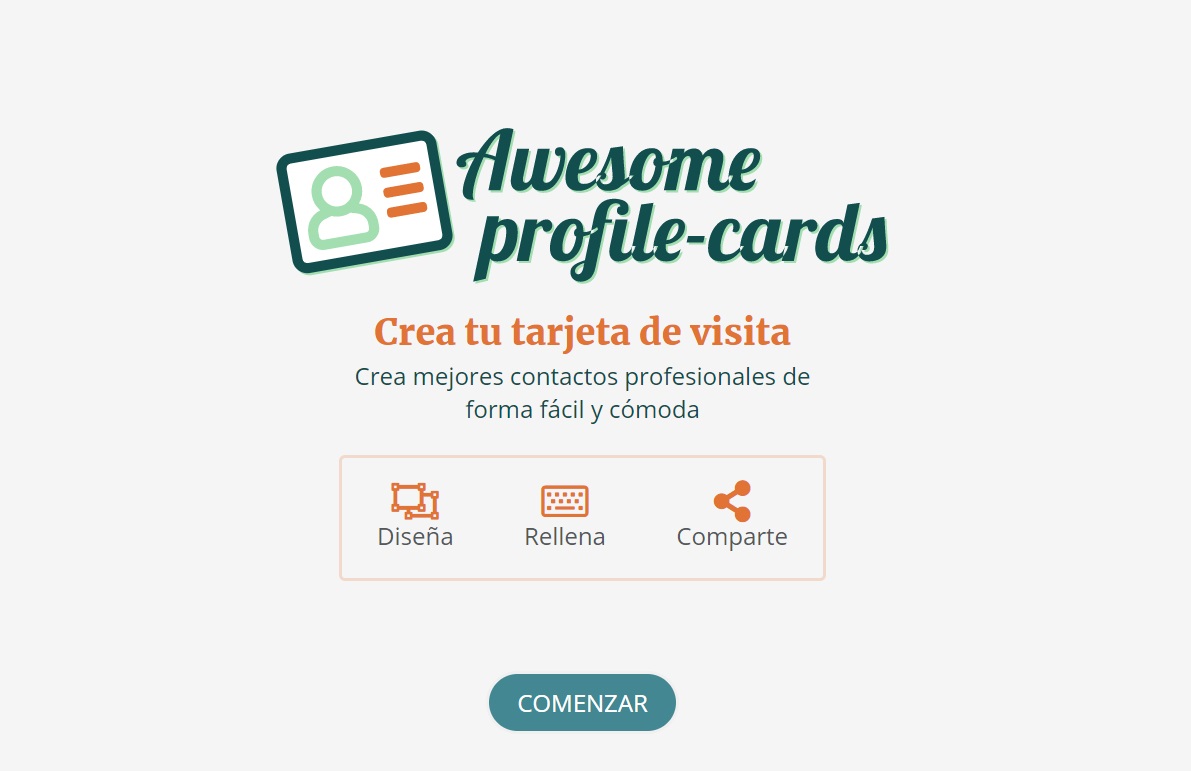 Awesome
profile-cards
Crea tu tarjeta de visita
Crea mejores contactos profesionales de
forma fácil y cómoda
Diseña Rellena Comparte
COMENZAR